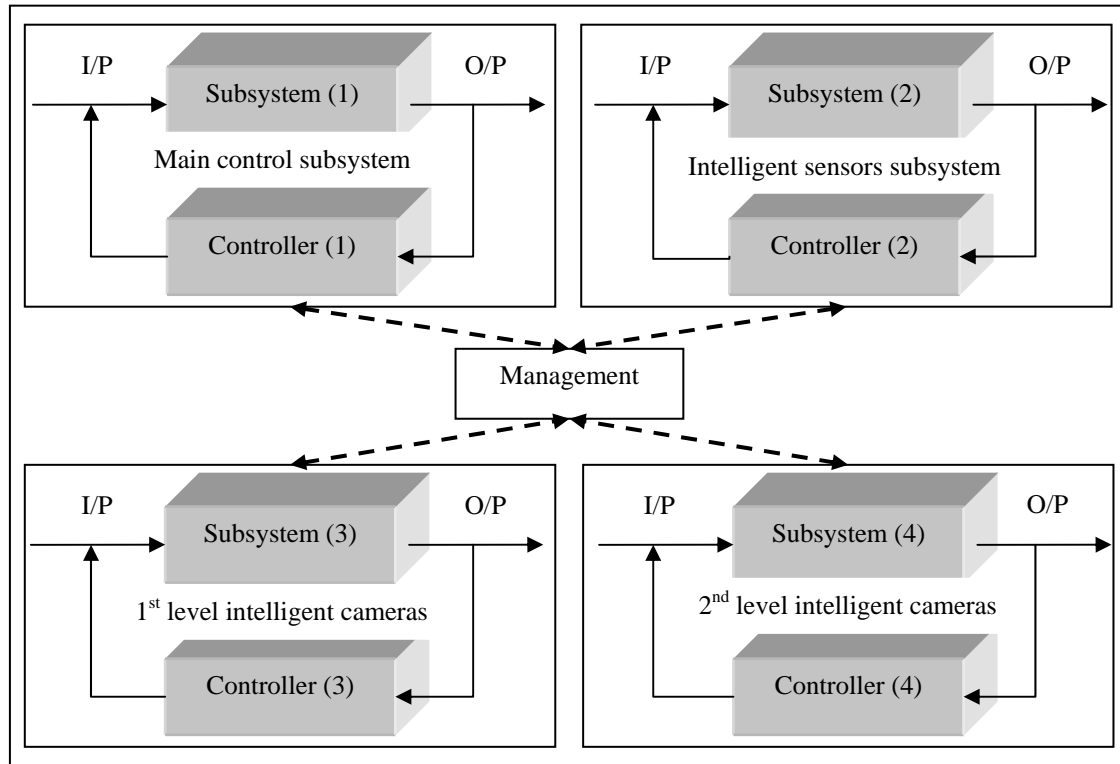 I/P
Subsystem (1)
O/P
Main control subsystem
Controller (1)
I/P
Subsystem (2)
O/P
Intelligent sensors subsystem
Controller (2)
Management
I/P
Subsystem (3)
O/P
1st level intelligent cameras
Controller (3)
I/P
Subsystem (4)
O/P
2nd level intelligent cameras
Controller (4)